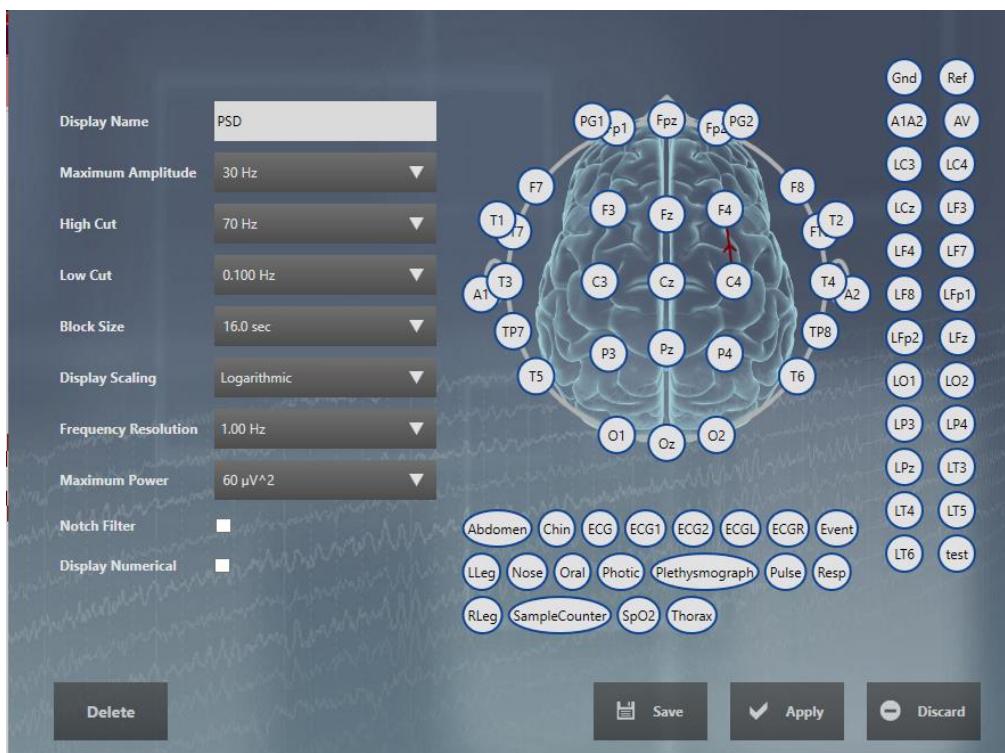 Display Name PSD
Maximum Amplitude 30 Hz
High Cut 70 Hz
Low Cut 0.100 Hz
Block Size 16.0 sec
Display Scaling Logarithmic
Frequency Resolution 1.00 Hz
Maximum Power 60 µV^2
Notch Filter
Display Numerical
PG1 Fp1 Fpz Fp2 PG2
F7 F8
F3 Fz F4
T1 T7 T2
C3 Cz C4
A1 T3 T4 A2
TP7 TP8
P3 Pz P4
T5 T6
O1 Oz O2
Gnd Ref
A1A2 AV
LC3 LC4
LCz LF3
LF4 LF7
LF8 LFp1
LFp2 LFz
LO1 LO2
LP3 LP4
LPz LT3
LT4 LT5
LT6 test
Abdomen Chin ECG ECG1 ECG2 ECGL ECGR Event
LLeg Nose Oral Photic Plethysmograph Pulse Resp
RLeg SampleCounter SpO2 Thorax
Delete Save Apply Discard